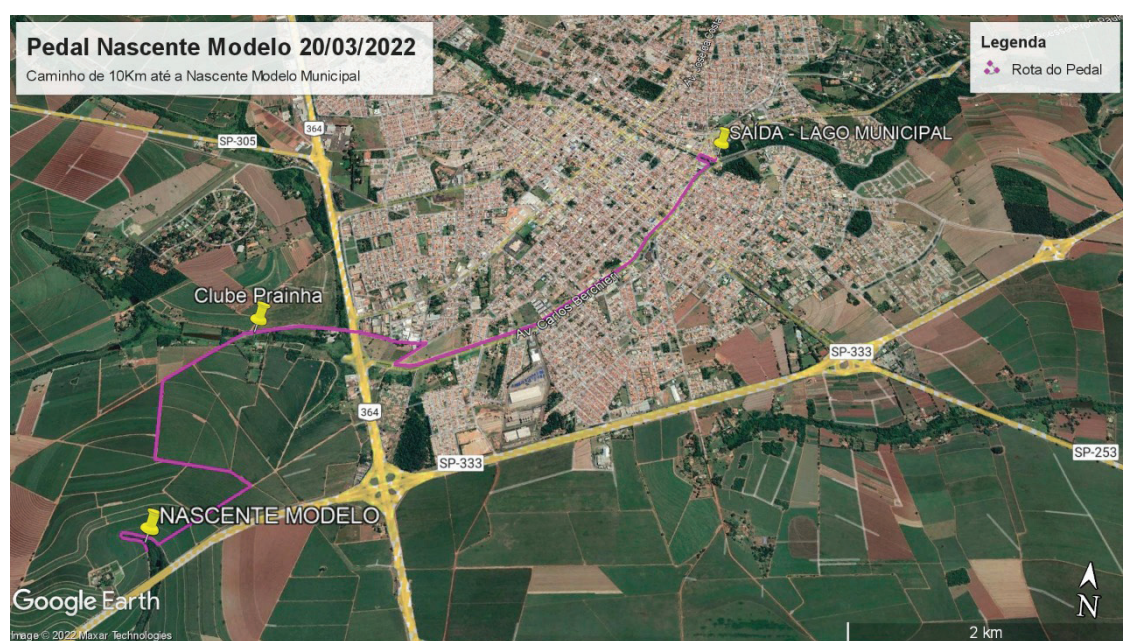 Pedal Nascente Modelo 20/03/2022
Caminho de 10Km até a Nascente Modelo Municipal
Legenda
Rota do Pedal
364
SP-305
SAÍDA - LAGO MUNICIPAL
Clube Prainha
Av. Carlos Berchier
SP-333
364
SP-333
SP-253
NASCENTE MODELO
Google Earth
Image © 2022 Maxar Technologies
N
2 km